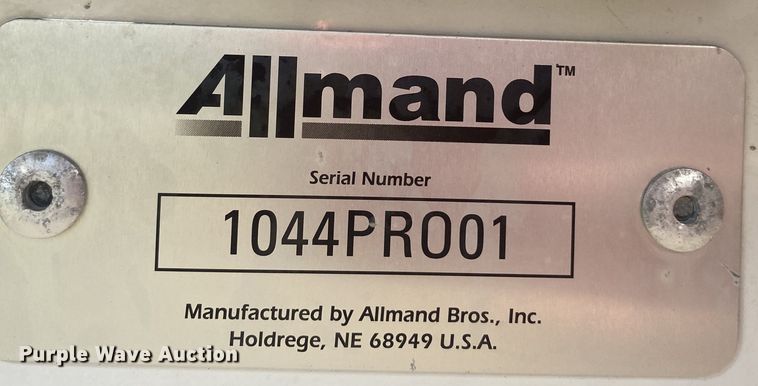 Allmand™
Serial Number
1044PRO01
Manufactured by Allmand Bros., Inc.
Holdrege, NE 68949 U.S.A.
Purple Wave Auction